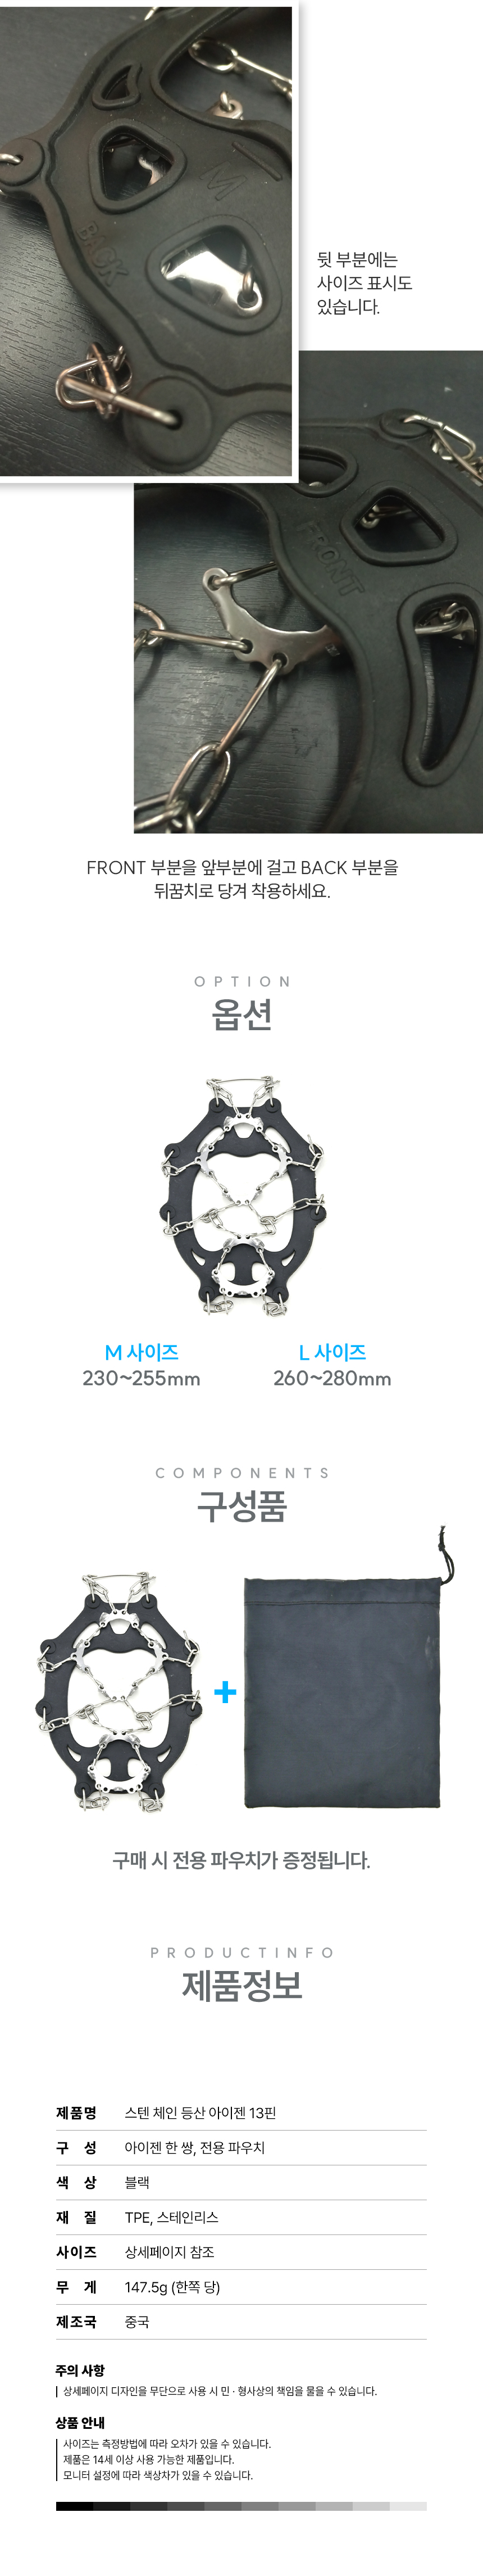 BACK
M
뒷 부분에는
사이즈 표시도
있습니다.
FRONT
FRONT 부분을 앞부분에 걸고 BACK 부분을
뒤꿈치로 당겨 착용하세요.
OPTION
옵션
M 사이즈
230~255mm
L 사이즈
260~280mm
COMPONENTS
구성품
구매 시 전용 파우치가 증정됩니다.
PRODUCTINFO
제품정보
제품명 스텐 체인 등산 아이젠 13핀
구 성 아이젠 한 쌍, 전용 파우치
색 상 블랙
재 질 TPE, 스테인리스
사이즈 상세페이지 참조
무 게 147.5g (한쪽 당)
제조국 중국
주의 사항
상세페이지 디자인을 무단으로 사용 시 민 · 형사상의 책임을 물을 수 있습니다.
상품 안내
사이즈는 측정방법에 따라 오차가 있을 수 있습니다.
제품은 14세 이상 사용 가능한 제품입니다.
모니터 설정에 따라 색상차가 있을 수 있습니다.